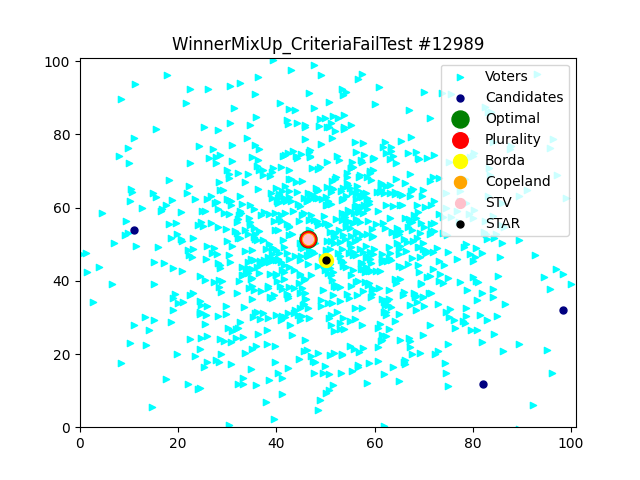 WinnerMixUp_CriteriaFailTest #12989
100
80
60
40
20
0
0
20
40
60
80
100
Voters
Candidates
Optimal
Plurality
Borda
Copeland
STV
STAR